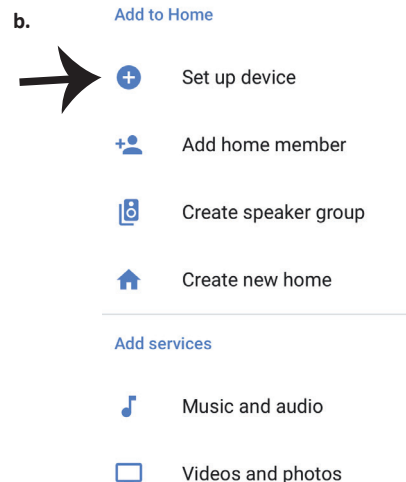 b.
Add to Home
Set up device
Add home member
Create speaker group
Create new home
Add services
Music and audio
Videos and photos